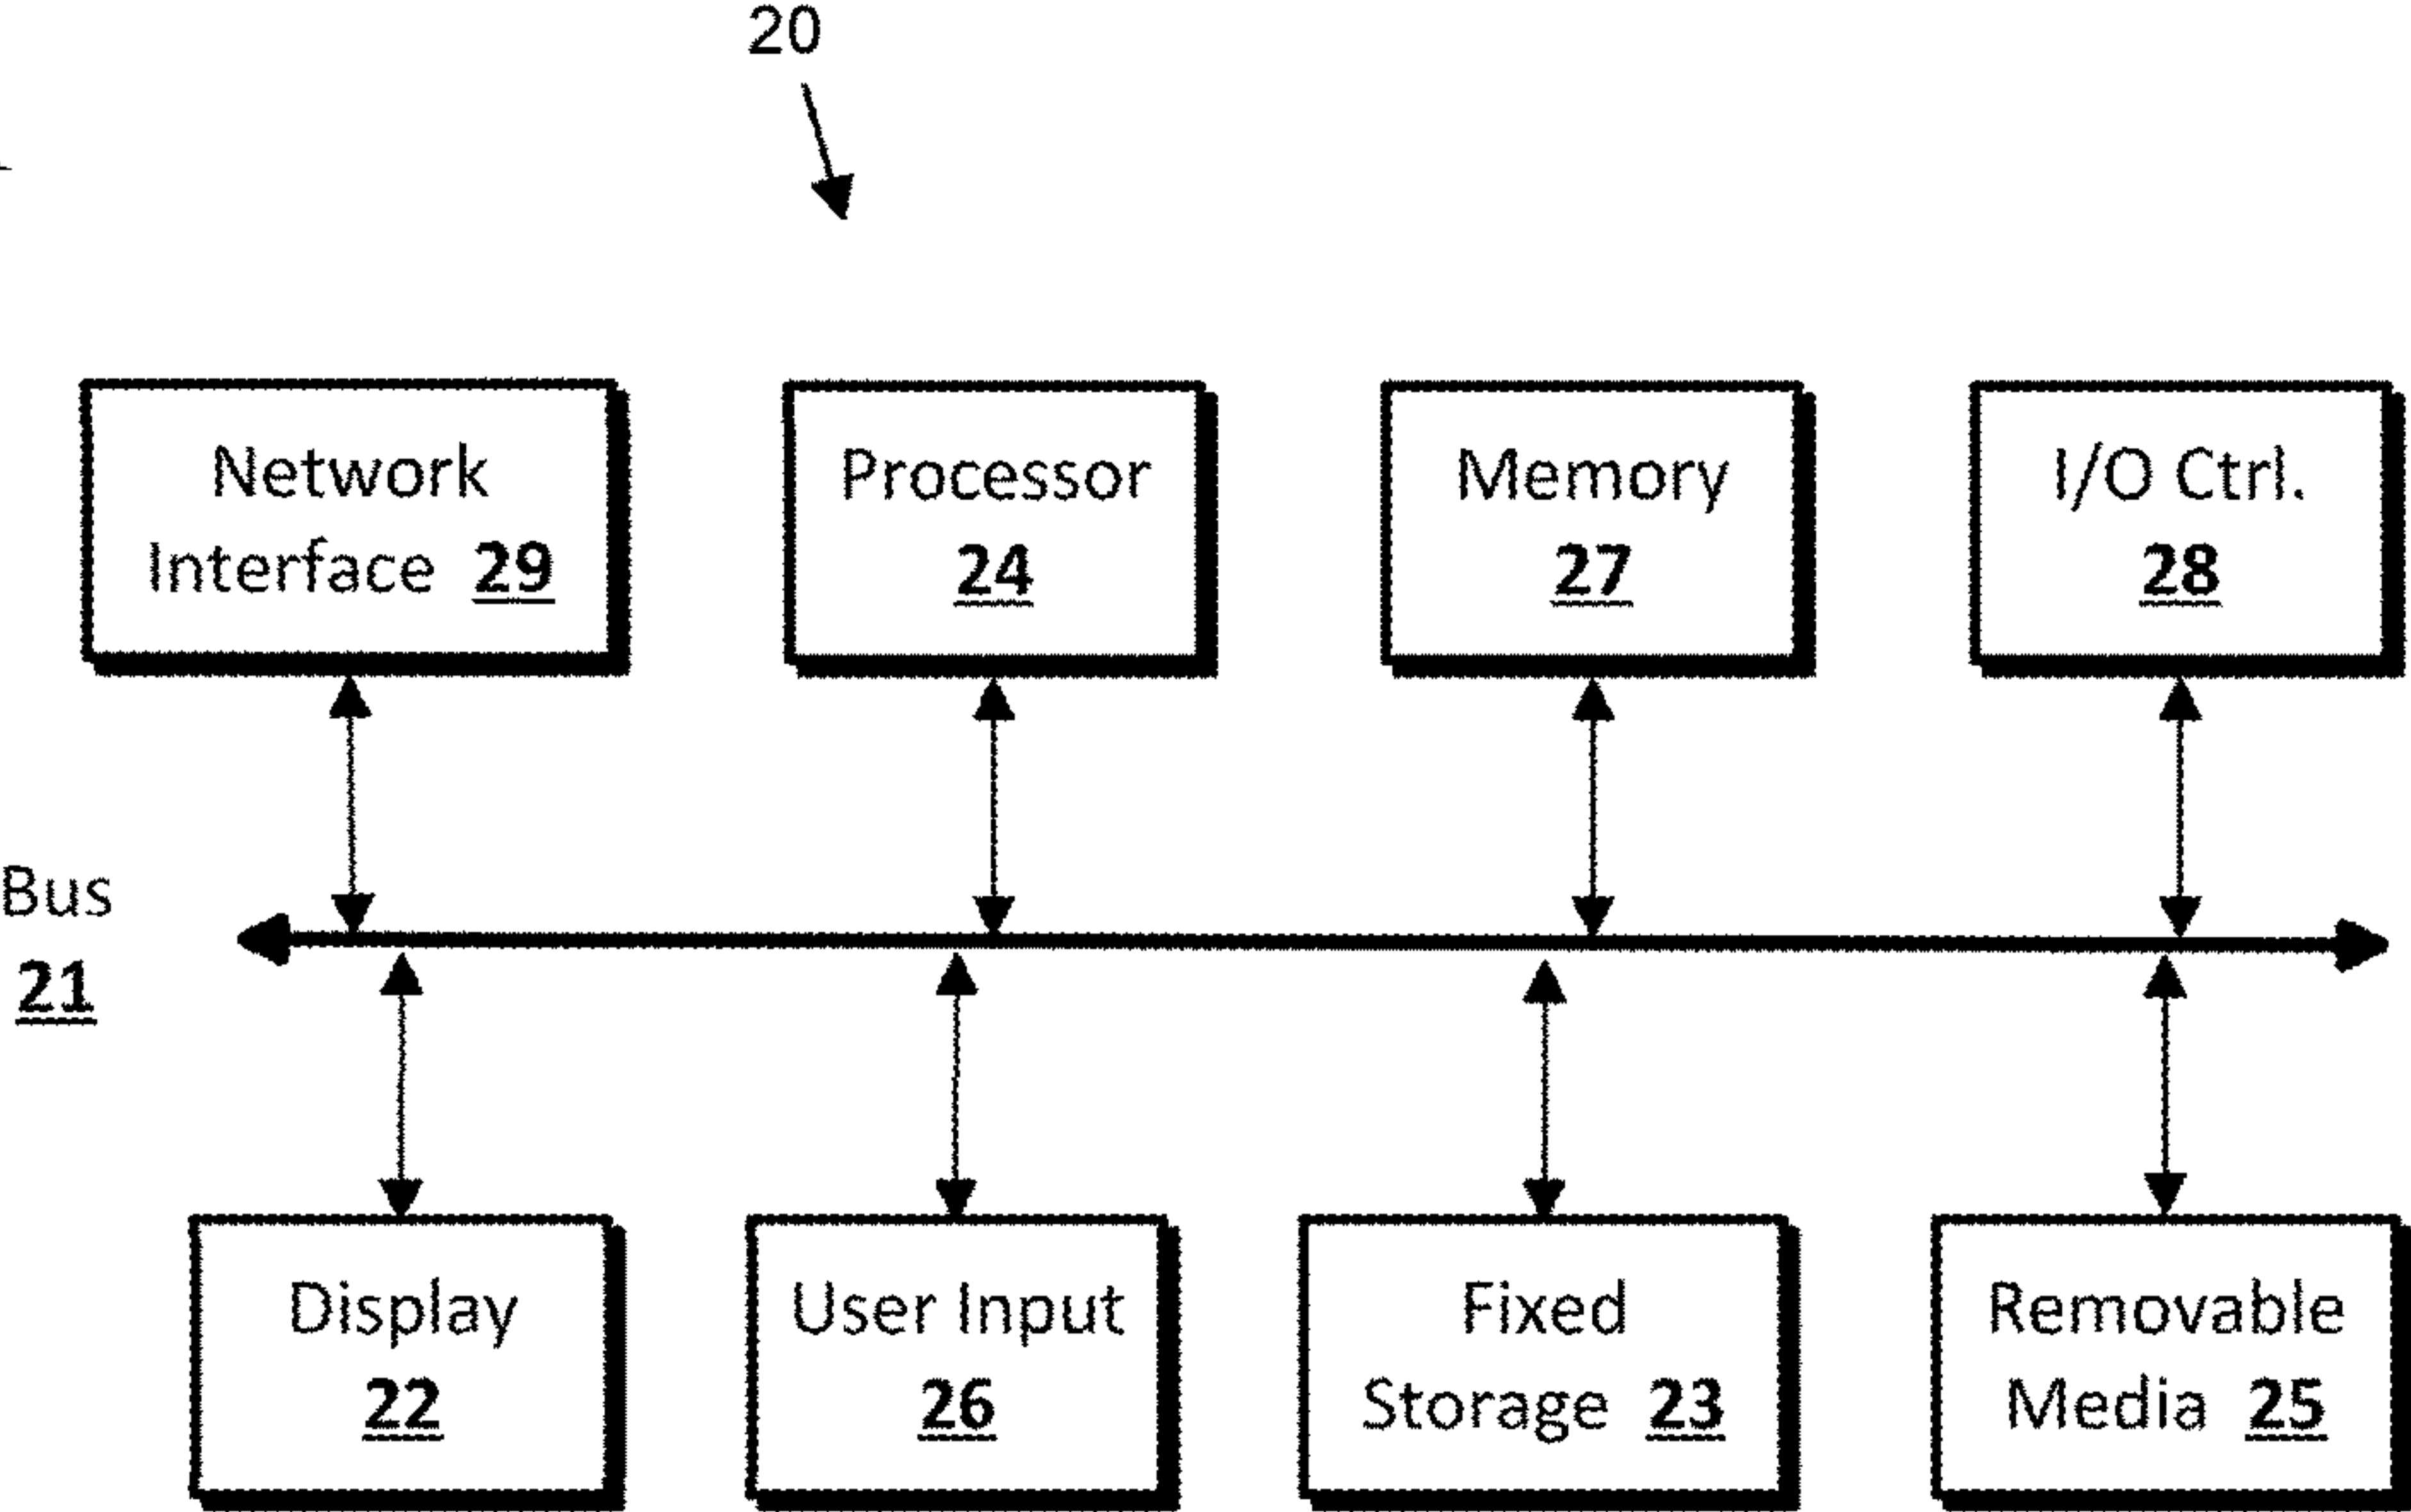 20
Network
Interface 29
Processor
24
Memory
27
I/O Ctrl.
28
Bus
21
Display
22
User Input
26
Fixed
Storage 23
Removable
Media 25